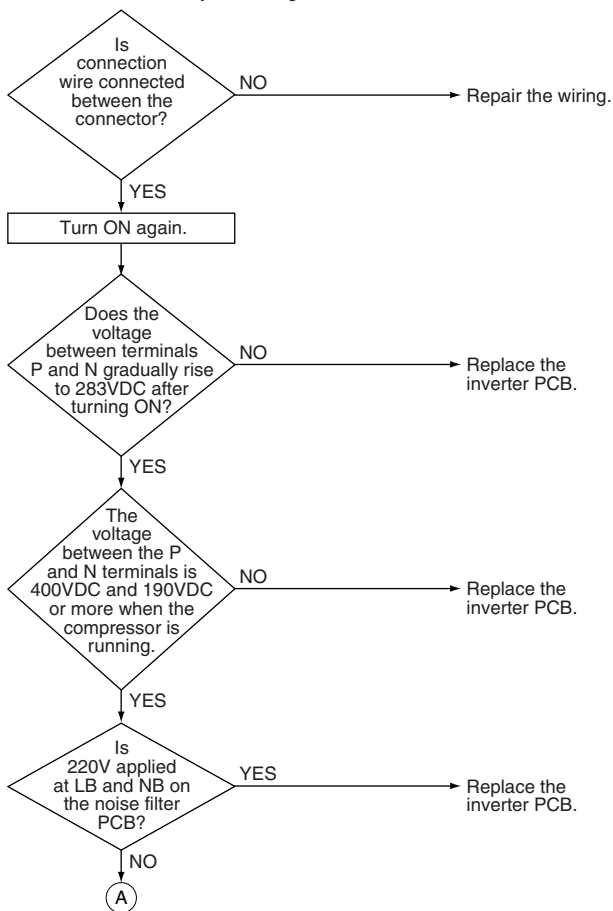 Is
connection
wire connected
between the
connector?
NO
Repair the wiring.
YES
Turn ON again.
Does the
voltage
between terminals
P and N gradually rise
to 283VDC after
turning ON?
NO
Replace the
inverter PCB.
YES
The
voltage
between the P
and N terminals is
400VDC and 190VDC
or more when the
compressor is
running.
NO
Replace the
inverter PCB.
YES
Is
220V applied
at LB and NB on
the noise filter
PCB?
YES
Replace the
inverter PCB.
NO
A